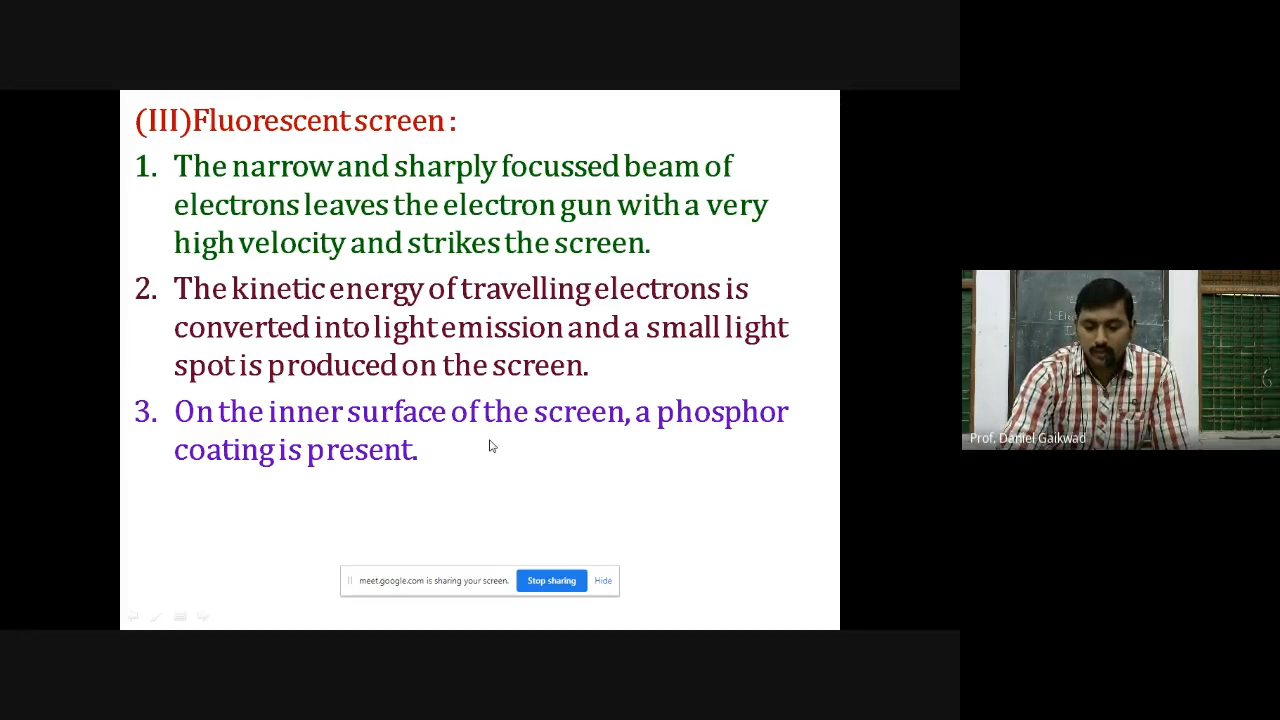 (III)Fluorescent screen :
1. The narrow and sharply focussed beam of
electrons leaves the electron gun with a very
high velocity and strikes the screen.
2. The kinetic energy of travelling electrons is
converted into light emission and a small light
spot is produced on the screen.
3. On the inner surface of the screen, a phosphor
coating is present.
meet.google.com is sharing your screen.
Stop sharing
Hide
Prof. Daniel Gaikwad